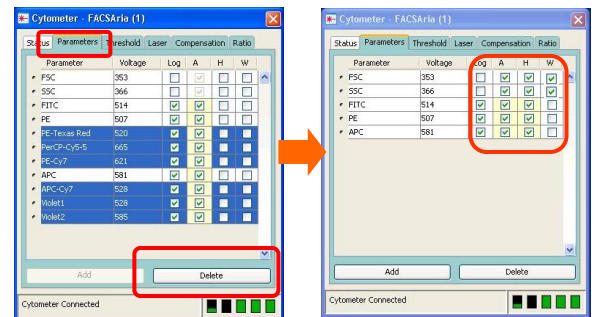 Cytometer - FACSAria (1)
Status Parameters Threshold Laser Compensation Ratio
Parameter Voltage Log A H W
FSC 353
SSC 366
FITC 514
PE 507
PE-Texas Red 520
PerCP-Cy5-5 665
PE-Cy7 621
APC 581
APC-Cy7 528
Violet1 528
Violet2 585
Add Delete
Cytometer Connected
Cytometer - FACSAria (1)
Status Parameters Threshold Laser Compensation Ratio
Parameter Voltage Log A H W
FSC 353
SSC 366
FITC 514
PE 507
APC 581
Add Delete
Cytometer Connected